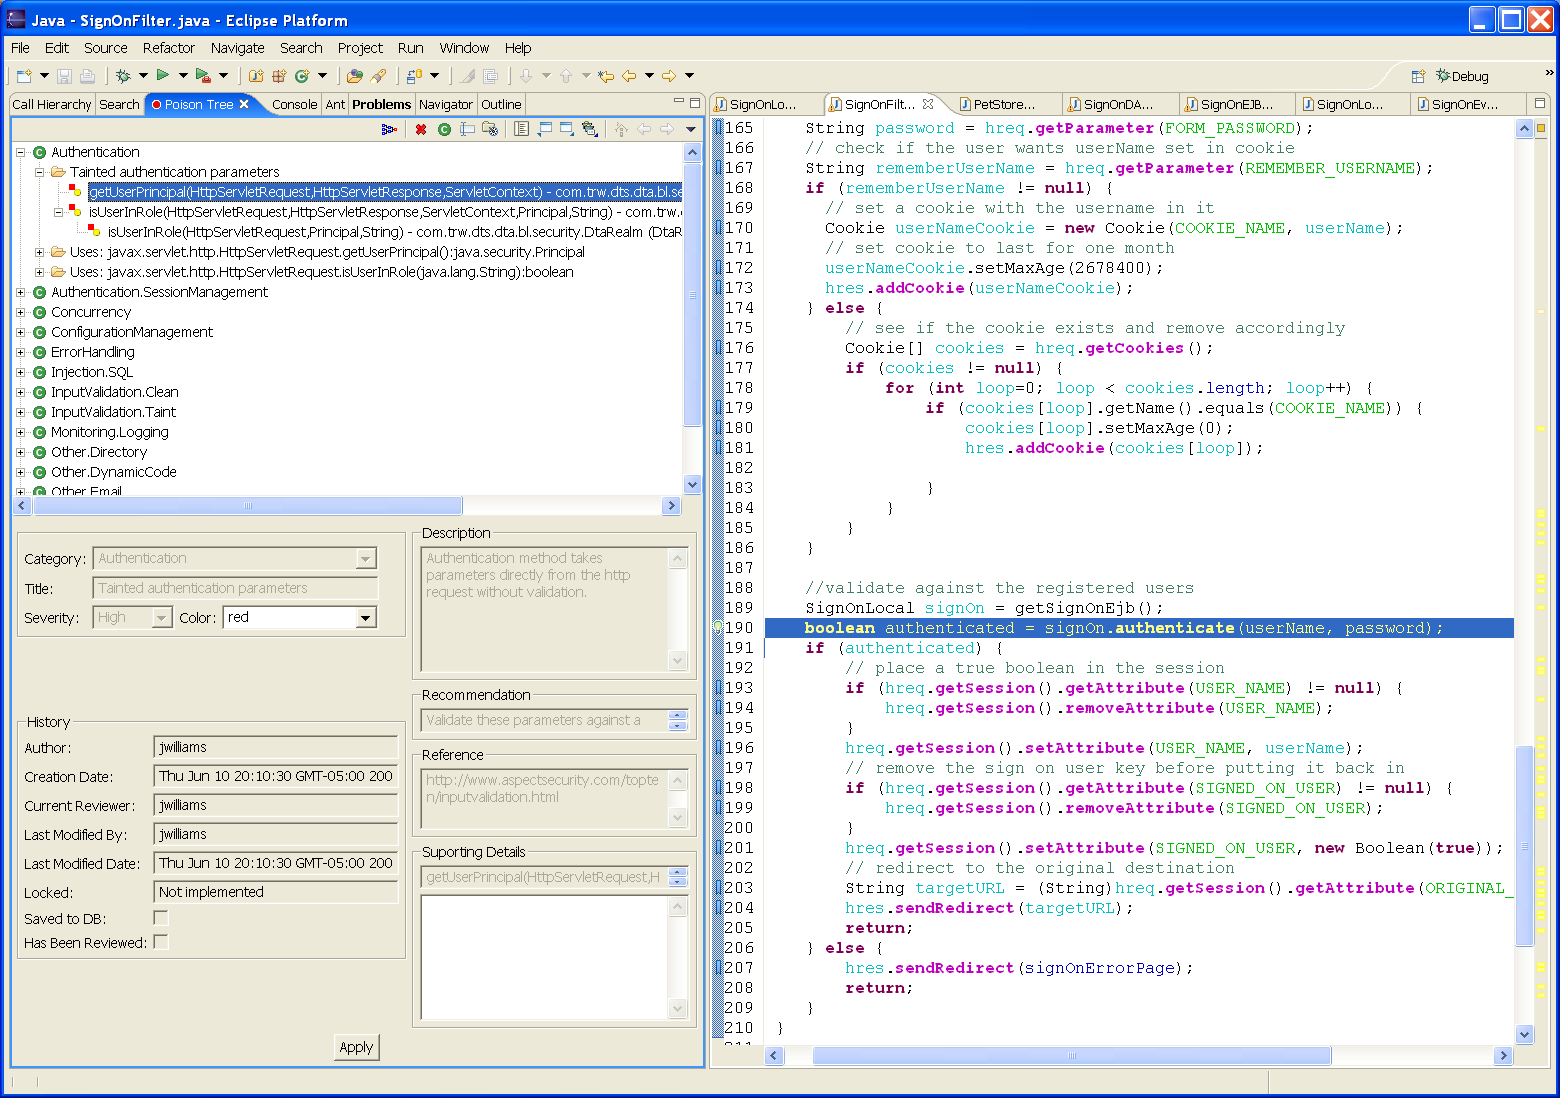 Java - SignOnFilter.java - Eclipse Platform
File Edit Source Refactor Navigate Search Project Run Window Help
Debug
Call Hierarchy Search Poison Tree Console Ant Problems Navigator Outline
Authentication
Tainted authentication parameters
getUserPrincipal(HttpServletRequest,HttpServletResponse,ServletContext) - com.trw.dts.dta.bl.se
isUserInRole(HttpServletRequest,HttpServletResponse,ServletContext,Principal,String) - com.trw.
isUserInRole(HttpServletRequest,Principal,String) - com.trw.dts.dta.bl.security.DtaRealm (DtaR
Uses: javax.servlet.http.HttpServletRequest.getUserPrincipal():java.security.Principal
Uses: javax.servlet.http.HttpServletRequest.isUserInRole(java.lang.String):boolean
Authentication.SessionManagement
Concurrency
ConfigurationManagement
ErrorHandling
Injection.SQL
InputValidation.Clean
InputValidation.Taint
Monitoring.Logging
Other.Directory
Other.DynamicCode
Other.Email
Category: Authentication
Title: Tainted authentication parameters
Severity: High Color: red
History
Author: jwilliams
Creation Date: Thu Jun 10 20:10:30 GMT-05:00 200
Current Reviewer: jwilliams
Last Modified By: jwilliams
Last Modified Date: Thu Jun 10 20:10:30 GMT-05:00 200
Locked: Not implemented
Saved to DB:
Has Been Reviewed:
Description
Authentication method takes
parameters directly from the http
request without validation.
Recommendation
Validate these parameters against a
Reference
http://www.aspectsecurity.com/topte
n/inputvalidation.html
Suporting Details
getUserPrincipal(HttpServletRequest,H
Apply
SignOnLo... SignOnFilt... PetStore... SignOnDA... SignOnEJB... SignOnLo... SignOnEv...
165 String password = hreq.getParameter(FORM_PASSWORD);
166 // check if the user wants userName set in cookie
167 String rememberUserName = hreq.getParameter(REMEMBER_USERNAME);
168 if (rememberUserName != null) {
169 // set a cookie with the username in it
170 Cookie userNameCookie = new Cookie(COOKIE_NAME, userName);
171 // set cookie to last for one month
172 userNameCookie.setMaxAge(2678400);
173 hres.addCookie(userNameCookie);
174 } else {
175 // see if the cookie exists and remove accordingly
176 Cookie[] cookies = hreq.getCookies();
177 if (cookies != null) {
178 for (int loop=0; loop < cookies.length; loop++) {
179 if (cookies[loop].getName().equals(COOKIE_NAME)) {
180 cookies[loop].setMaxAge(0);
181 hres.addCookie(cookies[loop]);
182
183 }
184 }
185 }
186 }
187
188 //validate against the registered users
189 SignOnLocal signOn = getSignOnEjb();
190 boolean authenticated = signOn.authenticate(userName, password);
191 if (authenticated) {
192 // place a true boolean in the session
193 if (hreq.getSession().getAttribute(USER_NAME) != null) {
194 hreq.getSession().removeAttribute(USER_NAME);
195 }
196 hreq.getSession().setAttribute(USER_NAME, userName);
197 // remove the sign on user key before putting it back in
198 if (hreq.getSession().getAttribute(SIGNED_ON_USER) != null) {
199 hreq.getSession().removeAttribute(SIGNED_ON_USER);
200 }
201 hreq.getSession().setAttribute(SIGNED_ON_USER, new Boolean(true));
202 // redirect to the original destination
203 String targetURL = (String)hreq.getSession().getAttribute(ORIGINAL_
204 hres.sendRedirect(targetURL);
205 return;
206 } else {
207 hres.sendRedirect(signOnErrorPage);
208 return;
209 }
210 }
211